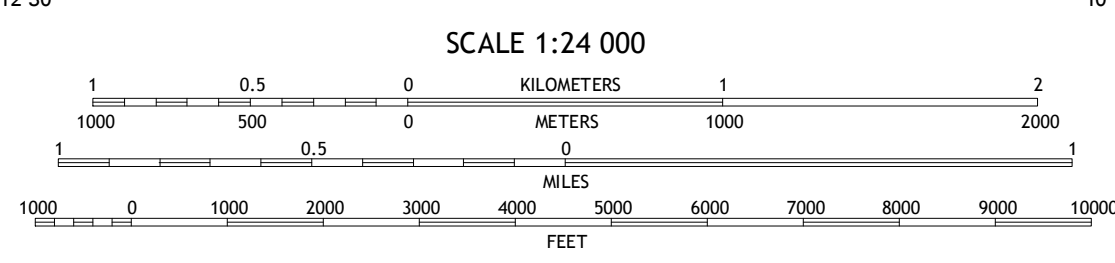 12 30
SCALE 1:24 000
1 0.5 0 KILOMETERS 1 2
1000 500 0 METERS 1000 2000
1 0.5 0 1
MILES
1000 0 1000 2000 3000 4000 5000 6000 7000 8000 9000 10000
FEET